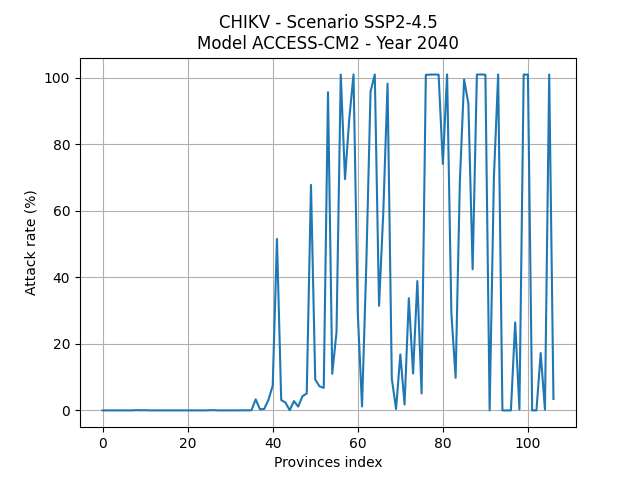 CHIKV - Scenario SSP2-4.5
Model ACCESS-CM2 - Year 2040
Attack rate (%)
100
80
60
40
20
0
0 20 40 60 80 100
Provinces index